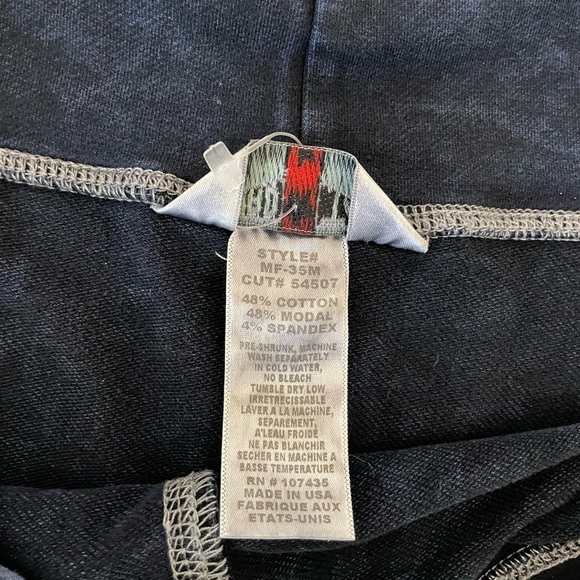 STYLE#
MF-35M
CUT# 54507
48% COTTON
48% MODAL
4% SPANDEX
PRE-SHRUNK, MACHINE
WASH SEPARATELY
IN COLD WATER,
NO BLEACH
TUMBLE DRY LOW
IRRETRECISSABLE
LAVER A LA MACHINE,
SEPAREMENT,
A'LEAU FROIDÉ
NE PAS BLANCHIR
SECHER EN MACHINE A
BASSE TEMPERATURE
RN # 107435
MADE IN USA
FABRIQUE AUX
ETATS-UNIS